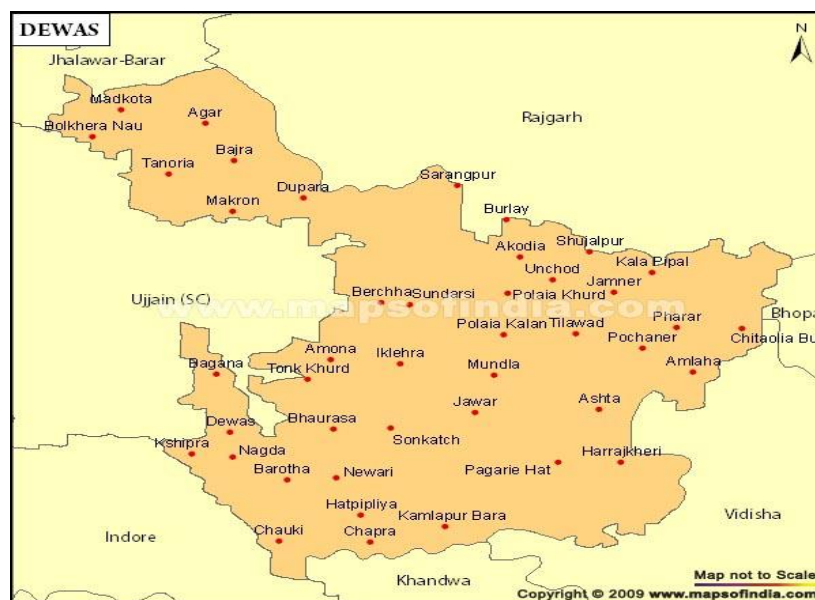 DEWAS
N
Jhalawar-Barar
Madkota
Agar
Rajgarh
Bolkhera Nau
Bajra
Tanoria
Sarangpur
Dupara
Makron
Burlay
Akodia
Shujalpur
Unchod
Kala Pipal
Jamner
Ujjain (SC)
Berchha
Sundarsi
Polaia Khurd
www.mapsofindia.com
Bhopa
Polaia Kalan
Tilawad
Pharar
Chitaolia Bu
Pochaner
Amona
Iklehra
Bagana
Tonk Khurd
Mundla
Amlaha
Jawar
Ashta
Dewas
Bhaurasa
Sonkatch
Kshipra
Nagda
Barotha
Newari
Pagarie Hat
Harrajkheri
Hatpipliya
Kamlapur Bara
Vidisha
Indore
Chauki
Chapra
Khandwa
Map not to Scale
Copyright © 2009 www.mapsofindia.com